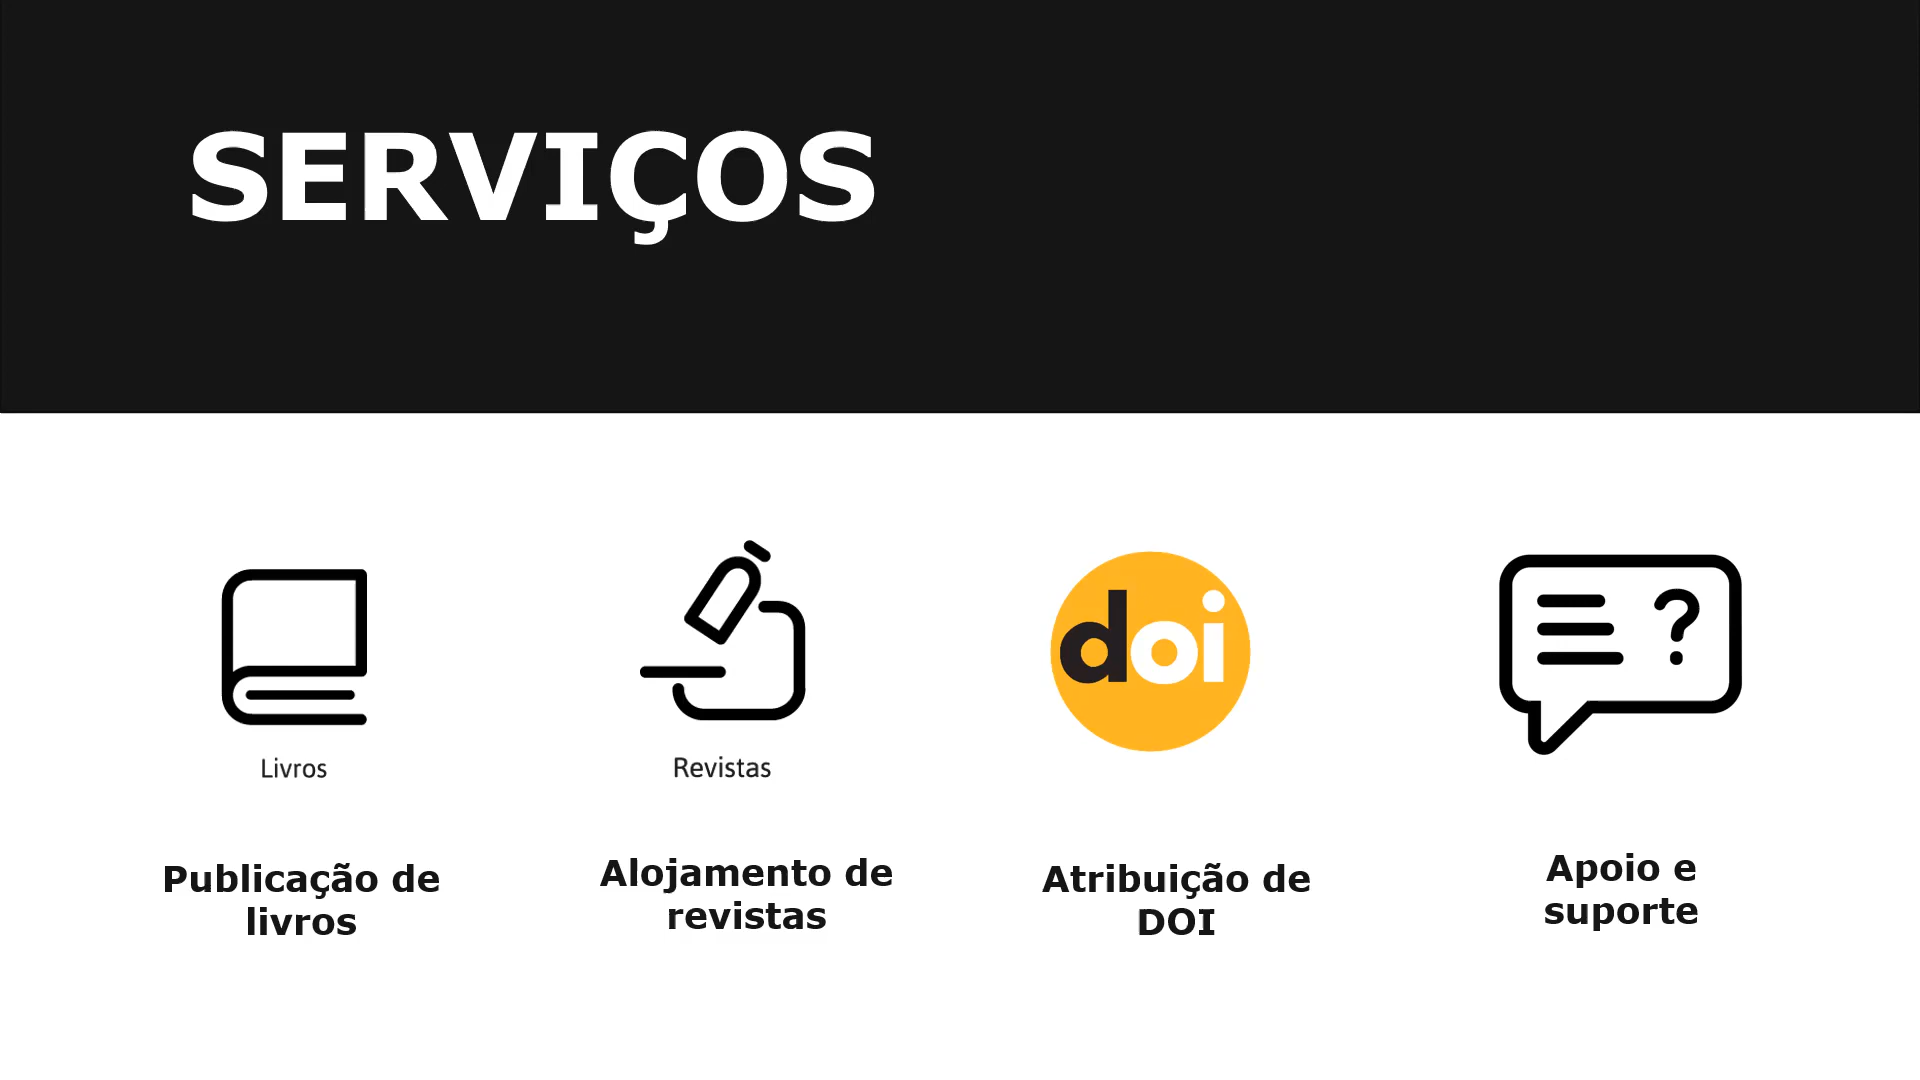 SERVIÇOS
Livros
Revistas
doi
?
Publicação de
livros
Alojamento de
revistas
Atribuição de
DOI
Apoio e
suporte